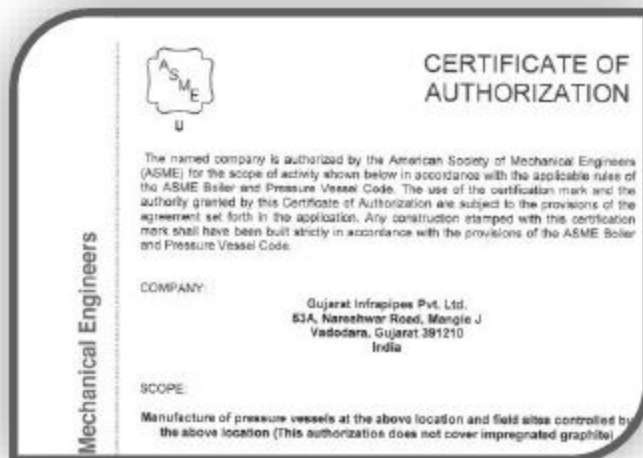 ASME
U
CERTIFICATE OF
AUTHORIZATION
The named company is authorized by the American Society of Mechanical Engineers
(ASME) for the scope of activity shown below in accordance with the applicable rules of
the ASME Boiler and Pressure Vessel Code. The use of the certification mark and the
authority granted by this Certificate of Authorization are subject to the provisions of the
agreement set forth in the application. Any construction stamped with this certification
mark shall have been built strictly in accordance with the provisions of the ASME Boiler
and Pressure Vessel Code.
COMPANY:
Gujarat Infrapipes Pvt. Ltd.
53A, Nareshwar Road, Mangle J
Vadodara, Gujarat 391210
India
SCOPE:
Manufacture of pressure vessels at the above location and field sites controlled by
the above location (This authorization does not cover impregnated graphite)
Mechanical Engineers